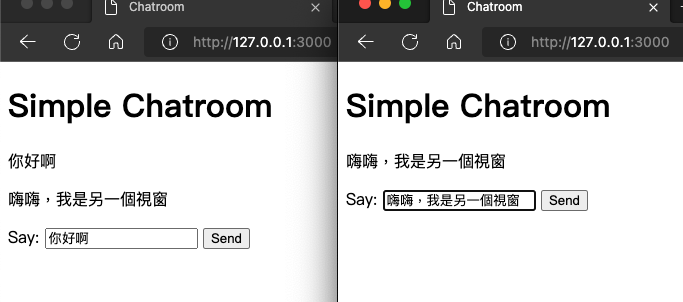 Chatroom
http://127.0.0.1:3000
Simple Chatroom
你好啊
嗨嗨，我是另一個視窗
Say: 你好啊 Send
Chatroom
http://127.0.0.1:3000
Simple Chatroom
嗨嗨，我是另一個視窗
Say: 嗨嗨，我是另一個視窗 Send